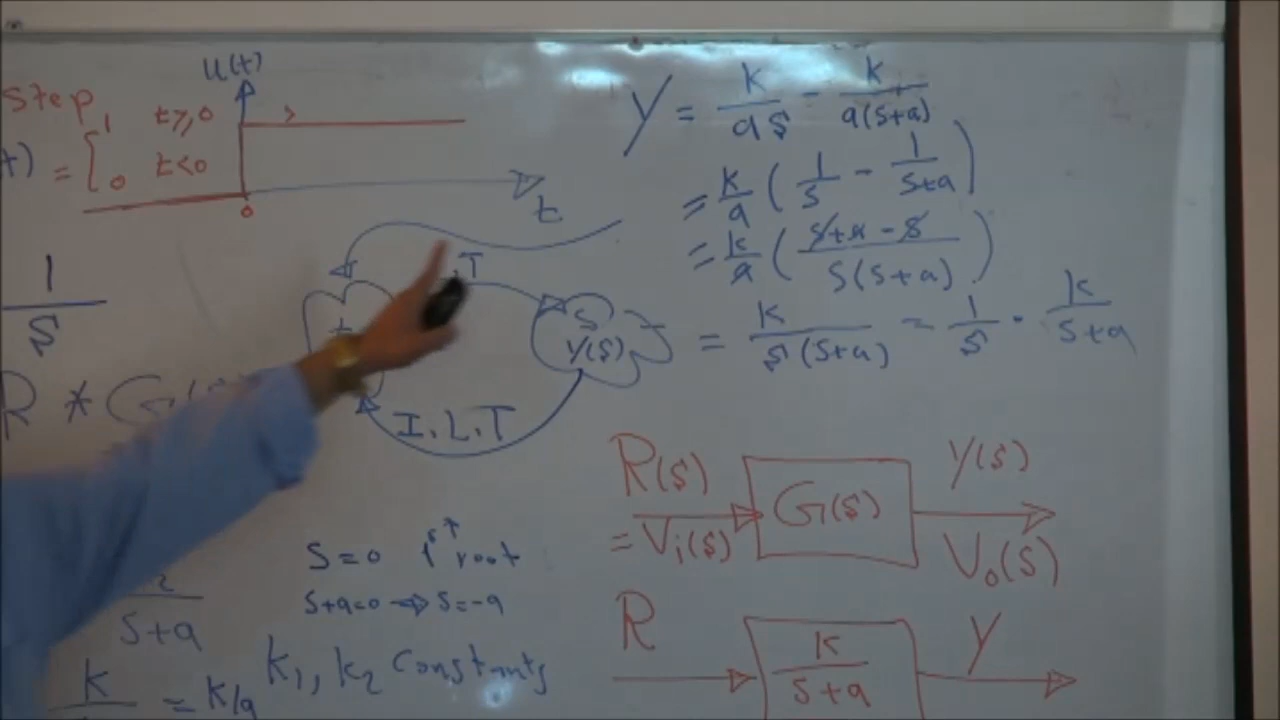 step, U(t)
1 t≥0
t) = { 0 t<0
0 t
1
—
S
R * G(
T
t
S
Y(S)
I.L.T
S=0 1st root
S+a=0 → S=-a
S+a
k1, k2 constants
k = k/a
Y = k/(aS) - k/(a(S+a))
= k/a ( 1/S - 1/(S+a) )
= k/a ( (S+a-S)/(S(S+a)) )
= k/(S(S+a)) = 1/S · k/(S+a)
R(S) G(S) Y(S)
= Vi(S) Vo(S)
R k/(S+a) Y